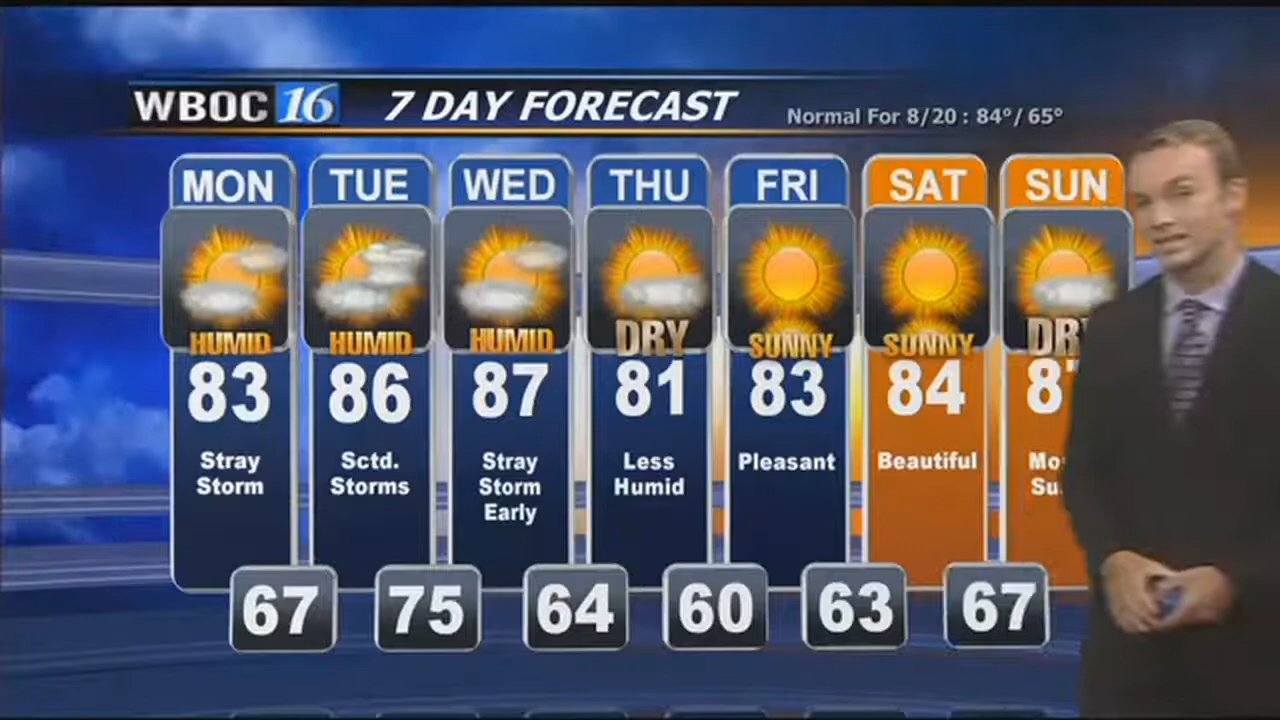 WBOC 16
7 DAY FORECAST
Normal For 8/20 : 84°/ 65°
MON
TUE
WED
THU
FRI
SAT
SUN
HUMID
HUMID
HUMID
DRY
SUNNY
SUNNY
83
86
87
81
83
84
Stray
Storm
Sctd.
Storms
Stray
Storm
Early
Less
Humid
Pleasant
Beautiful
67
75
64
60
63
67